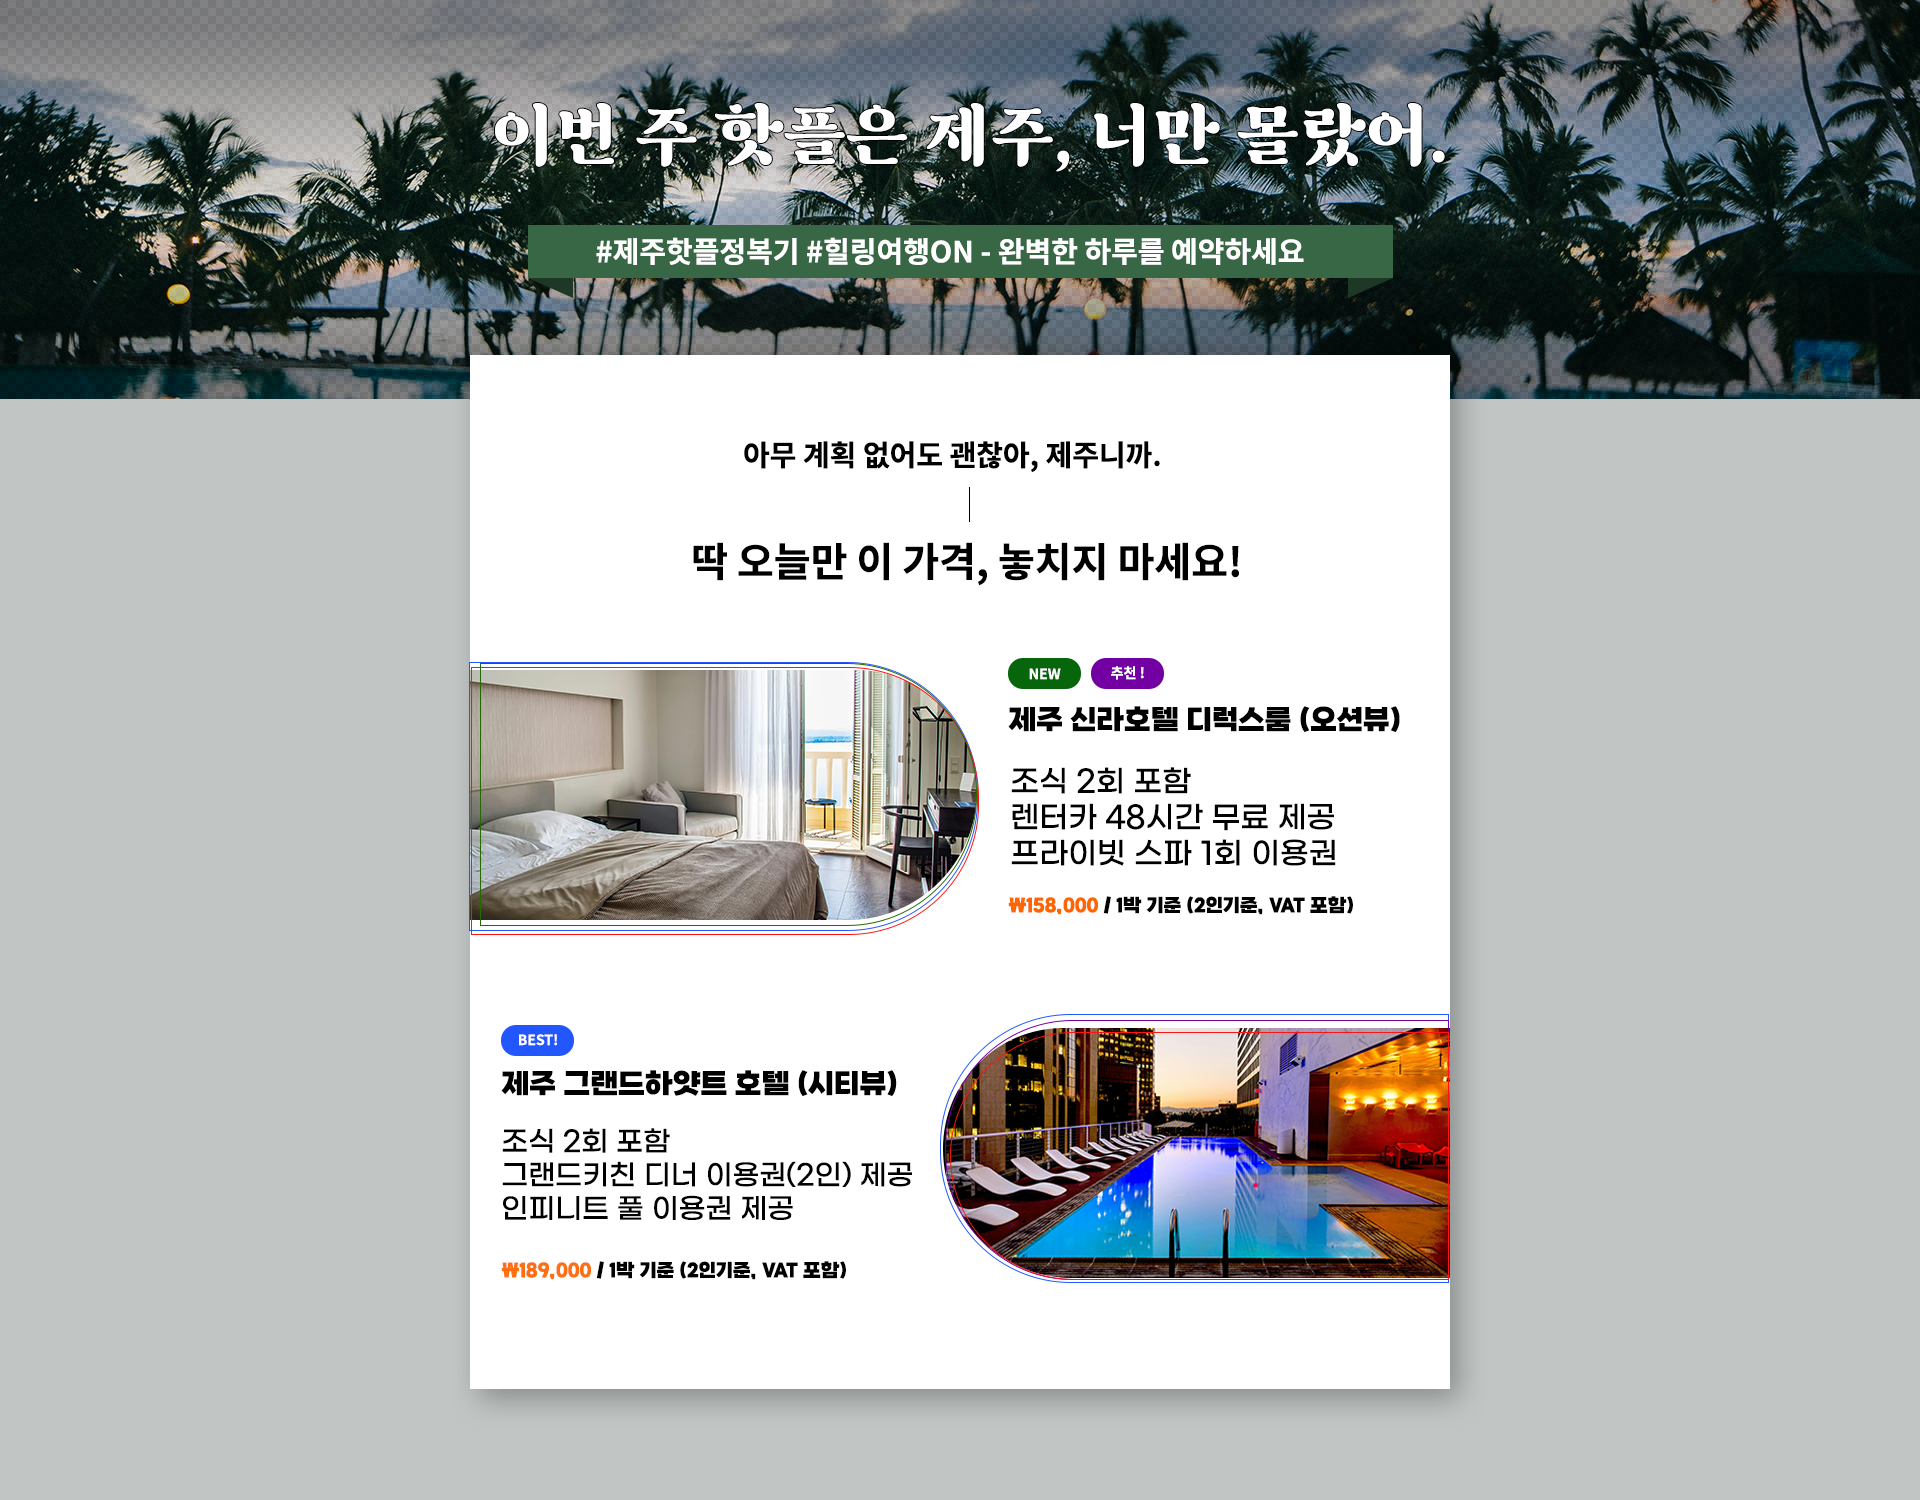 이번 주 핫플은 제주, 너만 몰랐어.
#제주핫플정복기 #힐링여행ON - 완벽한 하루를 예약하세요
아무 계획 없어도 괜찮아, 제주니까.
딱 오늘만 이 가격, 놓치지 마세요!
NEW 추천 !
제주 신라호텔 디럭스룸 (오션뷰)
조식 2회 포함
렌터카 48시간 무료 제공
프라이빗 스파 1회 이용권
₩158,000 / 1박 기준 (2인기준, VAT 포함)
BEST!
제주 그랜드하얏트 호텔 (시티뷰)
조식 2회 포함
그랜드키친 디너 이용권(2인) 제공
인피니트 풀 이용권 제공
₩189,000 / 1박 기준 (2인기준, VAT 포함)